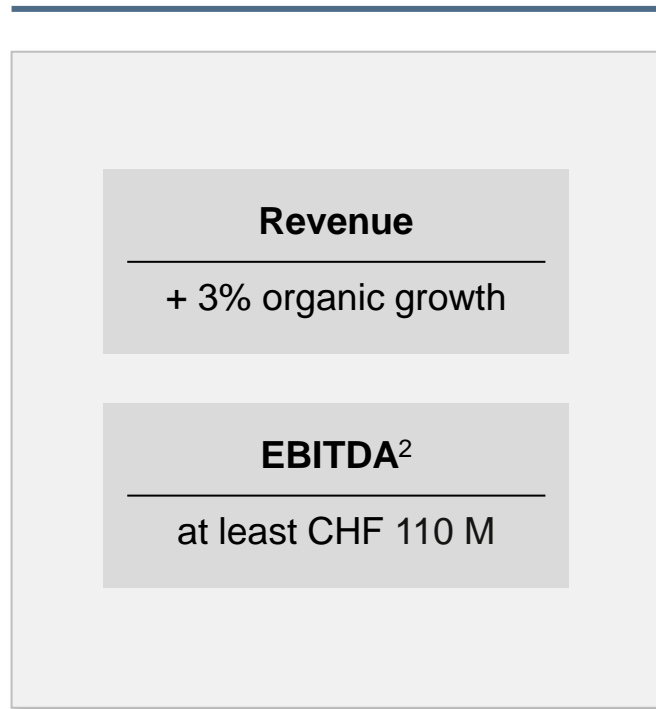 Revenue
+ 3% organic growth
EBITDA²
at least CHF 110 M